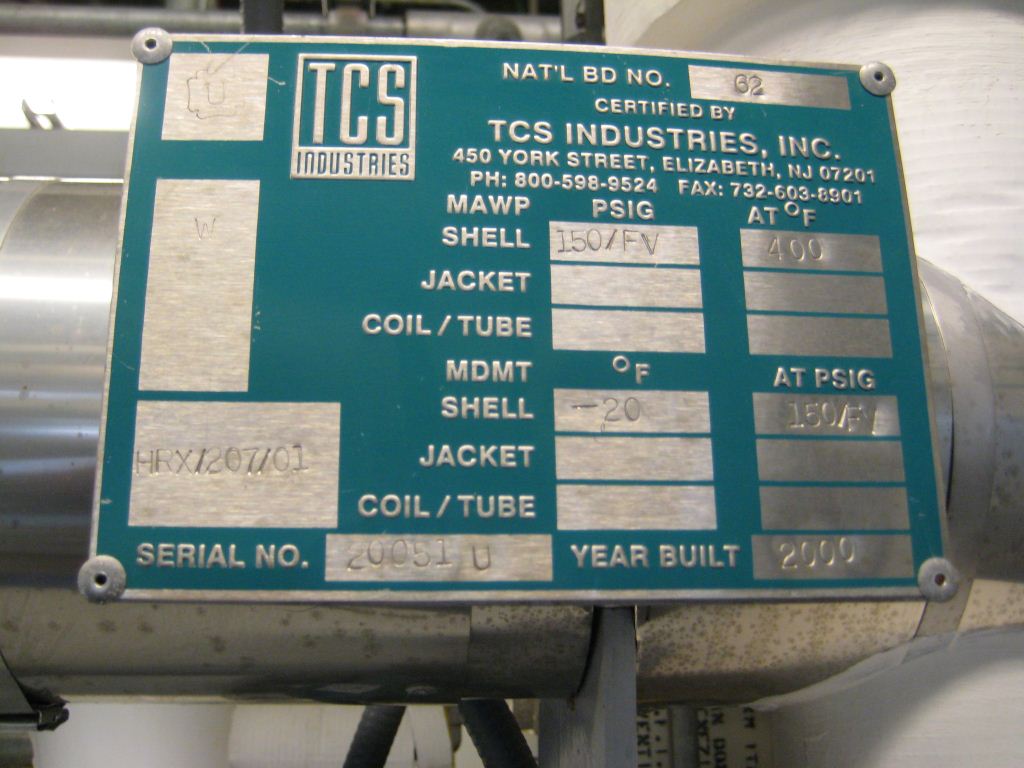 U
TCS
INDUSTRIES
NAT'L BD NO. 62
CERTIFIED BY
TCS INDUSTRIES, INC.
450 YORK STREET, ELIZABETH, NJ 07201
PH: 800-598-9524 FAX: 732-603-8901
MAWP PSIG AT °F
W
SHELL 150/FV 400
JACKET
COIL / TUBE
MDMT °F AT PSIG
SHELL -20 150/FV
JACKET
HRX/207/01
COIL / TUBE
SERIAL NO. 20051 U YEAR BUILT 2000